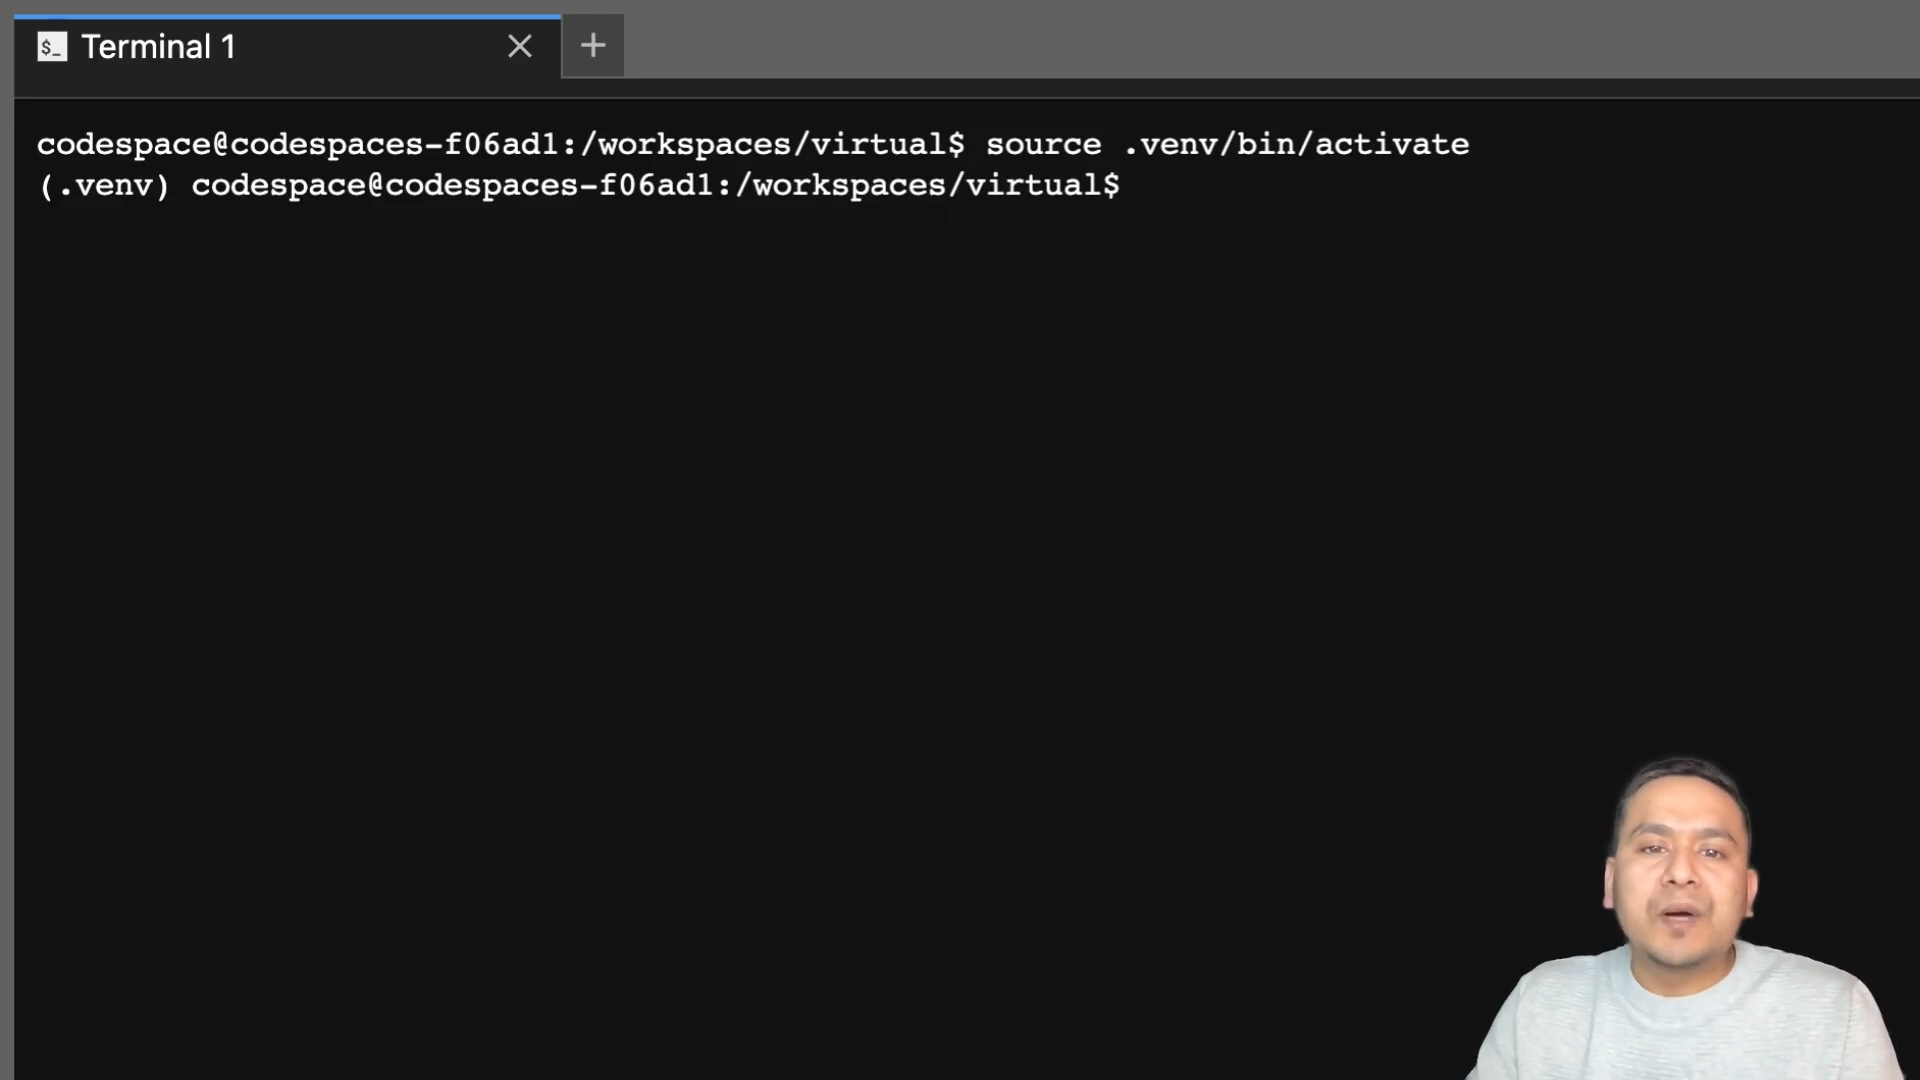 $_ Terminal 1
codespace@codespaces-f06ad1:/workspaces/virtual$ source .venv/bin/activate
(.venv) codespace@codespaces-f06ad1:/workspaces/virtual$